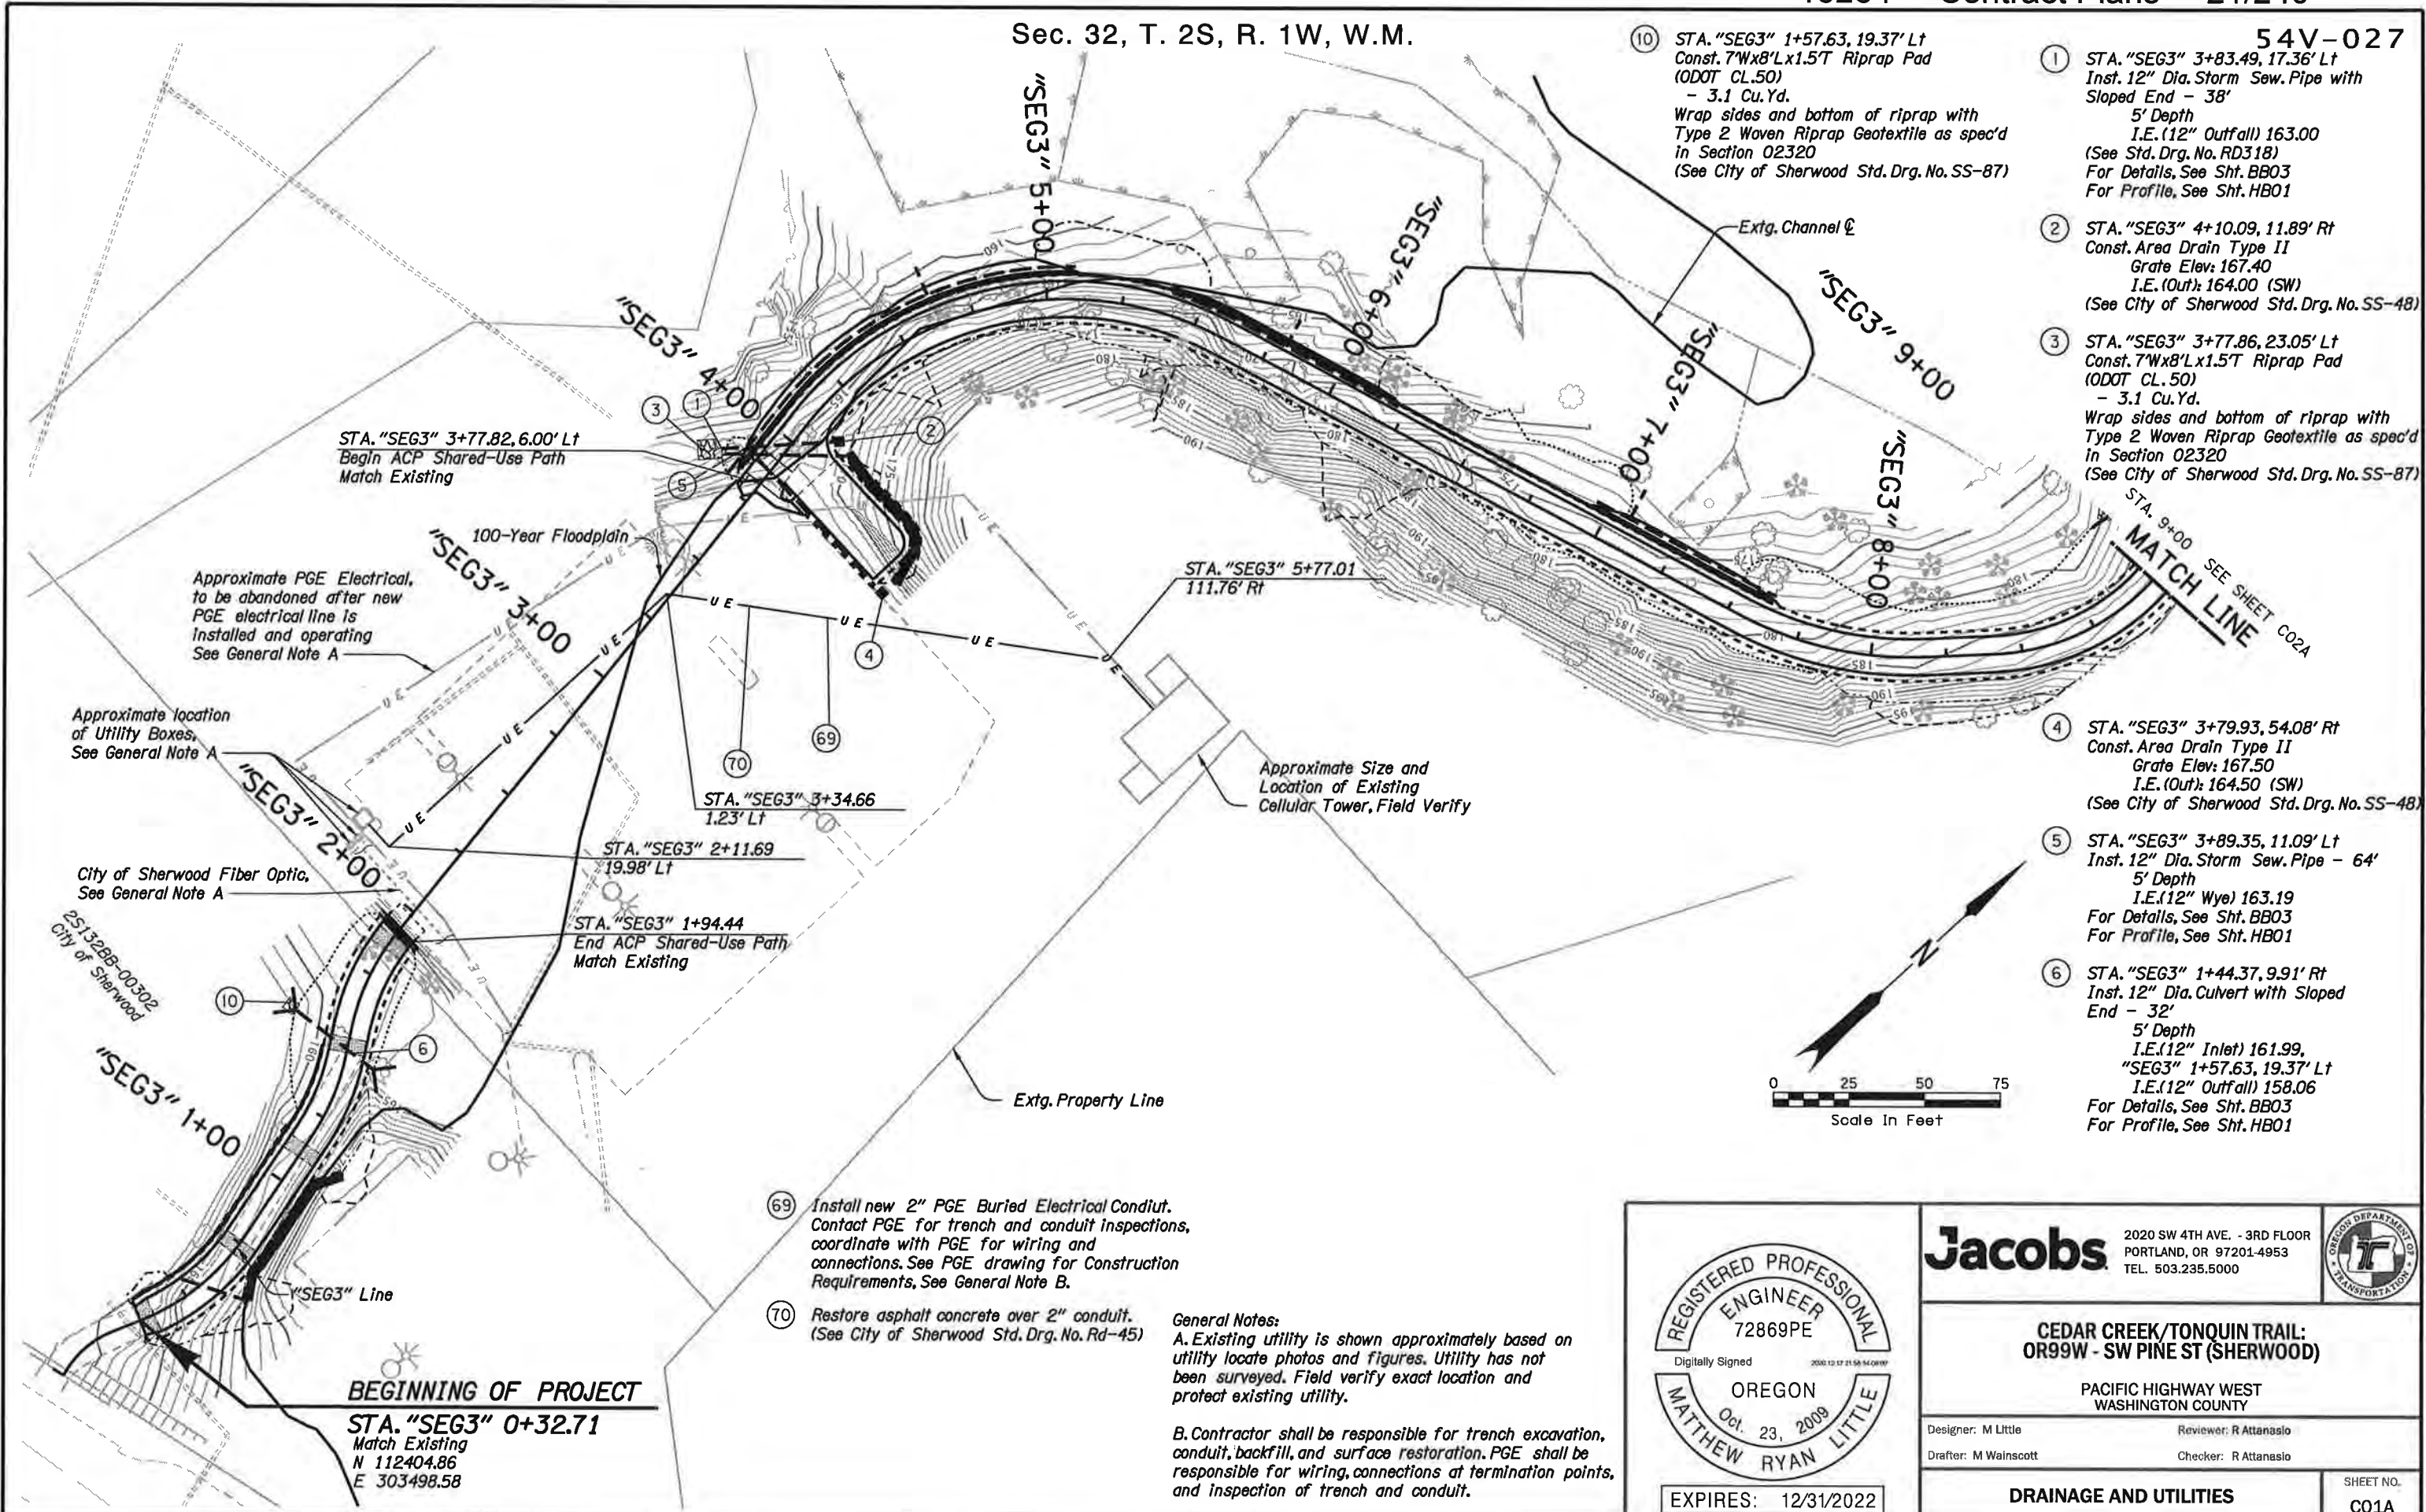 Sec. 32, T. 2S, R. 1W, W.M.
54V-027
10 STA. "SEG3" 1+57.63, 19.37' Lt
Const. 7'Wx8'Lx1.5'T Riprap Pad
(ODOT CL.50)
- 3.1 Cu.Yd.
Wrap sides and bottom of riprap with
Type 2 Woven Riprap Geotextile as spec'd
in Section 02320
(See City of Sherwood Std. Drg. No. SS-87)
1 STA. "SEG3" 3+83.49, 17.36' Lt
Inst. 12" Dia. Storm Sew. Pipe with
Sloped End - 38'
5' Depth
I.E. (12" Outfall) 163.00
(See Std. Drg. No. RD318)
For Details, See Sht. BB03
For Profile, See Sht. HB01
2 STA. "SEG3" 4+10.09, 11.89' Rt
Const. Area Drain Type II
Grate Elev: 167.40
I.E. (Out): 164.00 (SW)
(See City of Sherwood Std. Drg. No. SS-48)
3 STA. "SEG3" 3+77.86, 23.05' Lt
Const. 7'Wx8'Lx1.5'T Riprap Pad
(ODOT CL.50)
- 3.1 Cu.Yd.
Wrap sides and bottom of riprap with
Type 2 Woven Riprap Geotextile as spec'd
in Section 02320
(See City of Sherwood Std. Drg. No. SS-87)
4 STA. "SEG3" 3+79.93, 54.08' Rt
Const. Area Drain Type II
Grate Elev: 167.50
I.E. (Out): 164.50 (SW)
(See City of Sherwood Std. Drg. No. SS-48)
5 STA. "SEG3" 3+89.35, 11.09' Lt
Inst. 12" Dia. Storm Sew. Pipe - 64'
5' Depth
I.E.(12" Wye) 163.19
For Details, See Sht. BB03
For Profile, See Sht. HB01
6 STA. "SEG3" 1+44.37, 9.91' Rt
Inst. 12" Dia. Culvert with Sloped
End - 32'
5' Depth
I.E.(12" Inlet) 161.99,
"SEG3" 1+57.63, 19.37' Lt
I.E.(12" Outfall) 158.06
For Details, See Sht. BB03
For Profile, See Sht. HB01
Extg. Channel ℄
"SEG3" 5+00
"SEG3" 6+00
"SEG3" 7+00
"SEG3" 8+00
"SEG3" 9+00
"SEG3" 4+00
"SEG3" 3+00
"SEG3" 2+00
"SEG3" 1+00
STA. 9+00 SEE SHEET C02A
MATCH LINE
STA. "SEG3" 3+77.82, 6.00' Lt
Begin ACP Shared-Use Path
Match Existing
3
1
2
5
4
100-Year Floodplain
Approximate PGE Electrical,
to be abandoned after new
PGE electrical line is
installed and operating
See General Note A
STA. "SEG3" 5+77.01
111.76' Rt
UE
UE
UE
UE
Approximate location
of Utility Boxes,
See General Note A
69
70
STA. "SEG3" 3+34.66
1.23' Lt
Approximate Size and
Location of Existing
Cellular Tower, Field Verify
STA. "SEG3" 2+11.69
19.98' Lt
City of Sherwood Fiber Optic,
See General Note A
STA. "SEG3" 1+94.44
End ACP Shared-Use Path
Match Existing
2S132BB-00302
City of Sherwood
10
6
Extg. Property Line
N
0 25 50 75
Scale In Feet
"SEG3" Line
BEGINNING OF PROJECT
STA. "SEG3" 0+32.71
Match Existing
N 112404.86
E 303498.58
69 Install new 2" PGE Buried Electrical Condiut.
Contact PGE for trench and conduit inspections,
coordinate with PGE for wiring and
connections. See PGE drawing for Construction
Requirements, See General Note B.
70 Restore asphalt concrete over 2" conduit.
(See City of Sherwood Std. Drg. No. Rd-45)
General Notes:
A. Existing utility is shown approximately based on
utility locate photos and figures. Utility has not
been surveyed. Field verify exact location and
protect existing utility.
B. Contractor shall be responsible for trench excavation,
conduit, backfill, and surface restoration. PGE shall be
responsible for wiring, connections at termination points,
and inspection of trench and conduit.
REGISTERED PROFESSIONAL
ENGINEER
72869PE
Digitally Signed
OREGON
Oct. 23, 2009
MATTHEW RYAN LITTLE
EXPIRES: 12/31/2022
Jacobs
2020 SW 4TH AVE. - 3RD FLOOR
PORTLAND, OR 97201-4953
TEL. 503.235.5000
OREGON DEPARTMENT OF TRANSPORTATION
CEDAR CREEK/TONQUIN TRAIL:
OR99W - SW PINE ST (SHERWOOD)
PACIFIC HIGHWAY WEST
WASHINGTON COUNTY
Designer: M Little Reviewer: R Attanasio
Drafter: M Wainscott Checker: R Attanasio
DRAINAGE AND UTILITIES
SHEET NO.
C01A